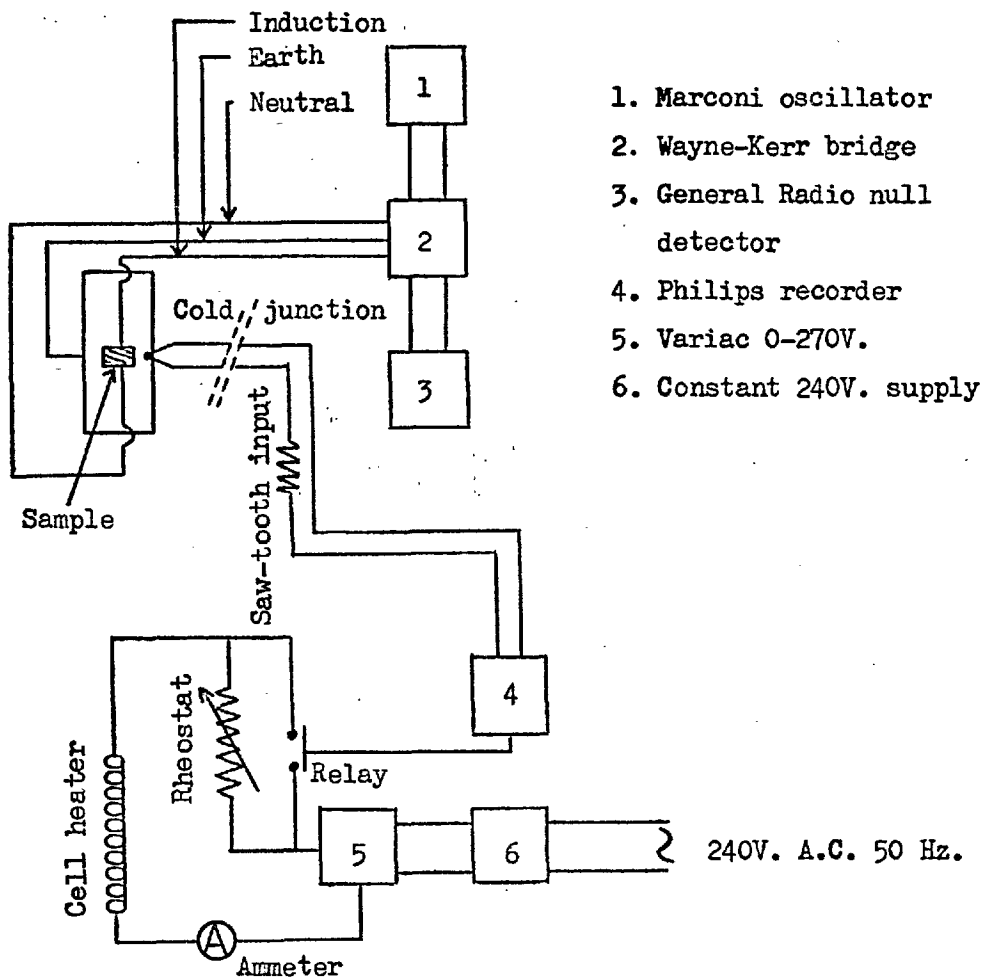 Induction
Earth
Neutral
1
2
3
1. Marconi oscillator
2. Wayne-Kerr bridge
3. General Radio null
detector
4. Philips recorder
5. Variac 0-270V.
6. Constant 240V. supply
Cold junction
Sample
Saw-tooth input
4
Rheostat
Relay
Cell heater
5
6
240V. A.C. 50 Hz.
A
Ammeter